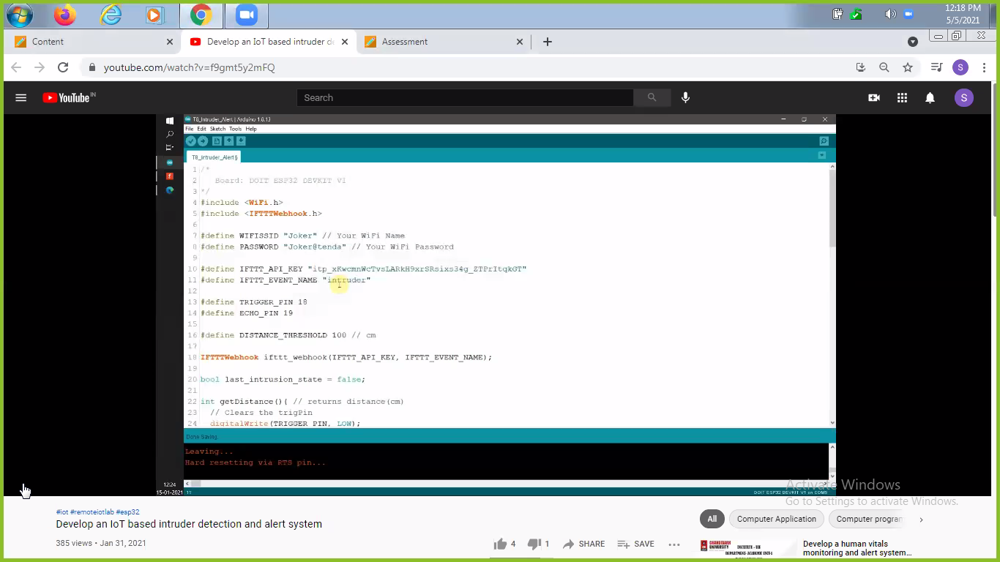 12:18 PM
5/5/2021
Content
Develop an IoT based intruder de
Assessment
youtube.com/watch?v=f9gmt5y2mFQ
YouTube IN
Search
S
S
T8_Intruder_Alert | Arduino 1.8.13
File Edit Sketch Tools Help
T8_Intruder_Alert§
1 /*
2 Board: DOIT ESP32 DEVKIT V1
3 */
4 #include <WiFi.h>
5 #include <IFTTTWebhook.h>
6
7 #define WIFISSID "Joker" // Your WiFi Name
8 #define PASSWORD "Joker@tenda" // Your WiFi Password
9
10 #define IFTTT_API_KEY "itp_xKwcmnWcTvsLARkH9xrSRsixs34g_ZTPrItqkGT"
11 #define IFTTT_EVENT_NAME "intruder"
12
13 #define TRIGGER_PIN 18
14 #define ECHO_PIN 19
15
16 #define DISTANCE_THRESHOLD 100 // cm
17
18 IFTTTWebhook ifttt_webhook(IFTTT_API_KEY, IFTTT_EVENT_NAME);
19
20 bool last_intrusion_state = false;
21
22 int getDistance(){ // returns distance(cm)
23 // Clears the trigPin
24 digitalWrite(TRIGGER_PIN, LOW);
Done Saving.
Leaving...
Hard resetting via RTS pin...
12:24
15-01-2021
11
DOIT ESP32 DEVKIT V1 on COM5
Activate Windows
Go to Settings to activate Windows.
#iot #remoteiotlab #esp32
Develop an IoT based intruder detection and alert system
385 views • Jan 31, 2021
4
1
SHARE
SAVE
All
Computer Application
Computer program
CHANDIGARH
UNIVERSITY
INSTITUTE - UIE
DEPARTMENT- ACADEMIC UNIT-1
Develop a human vitals
monitoring and alert system...